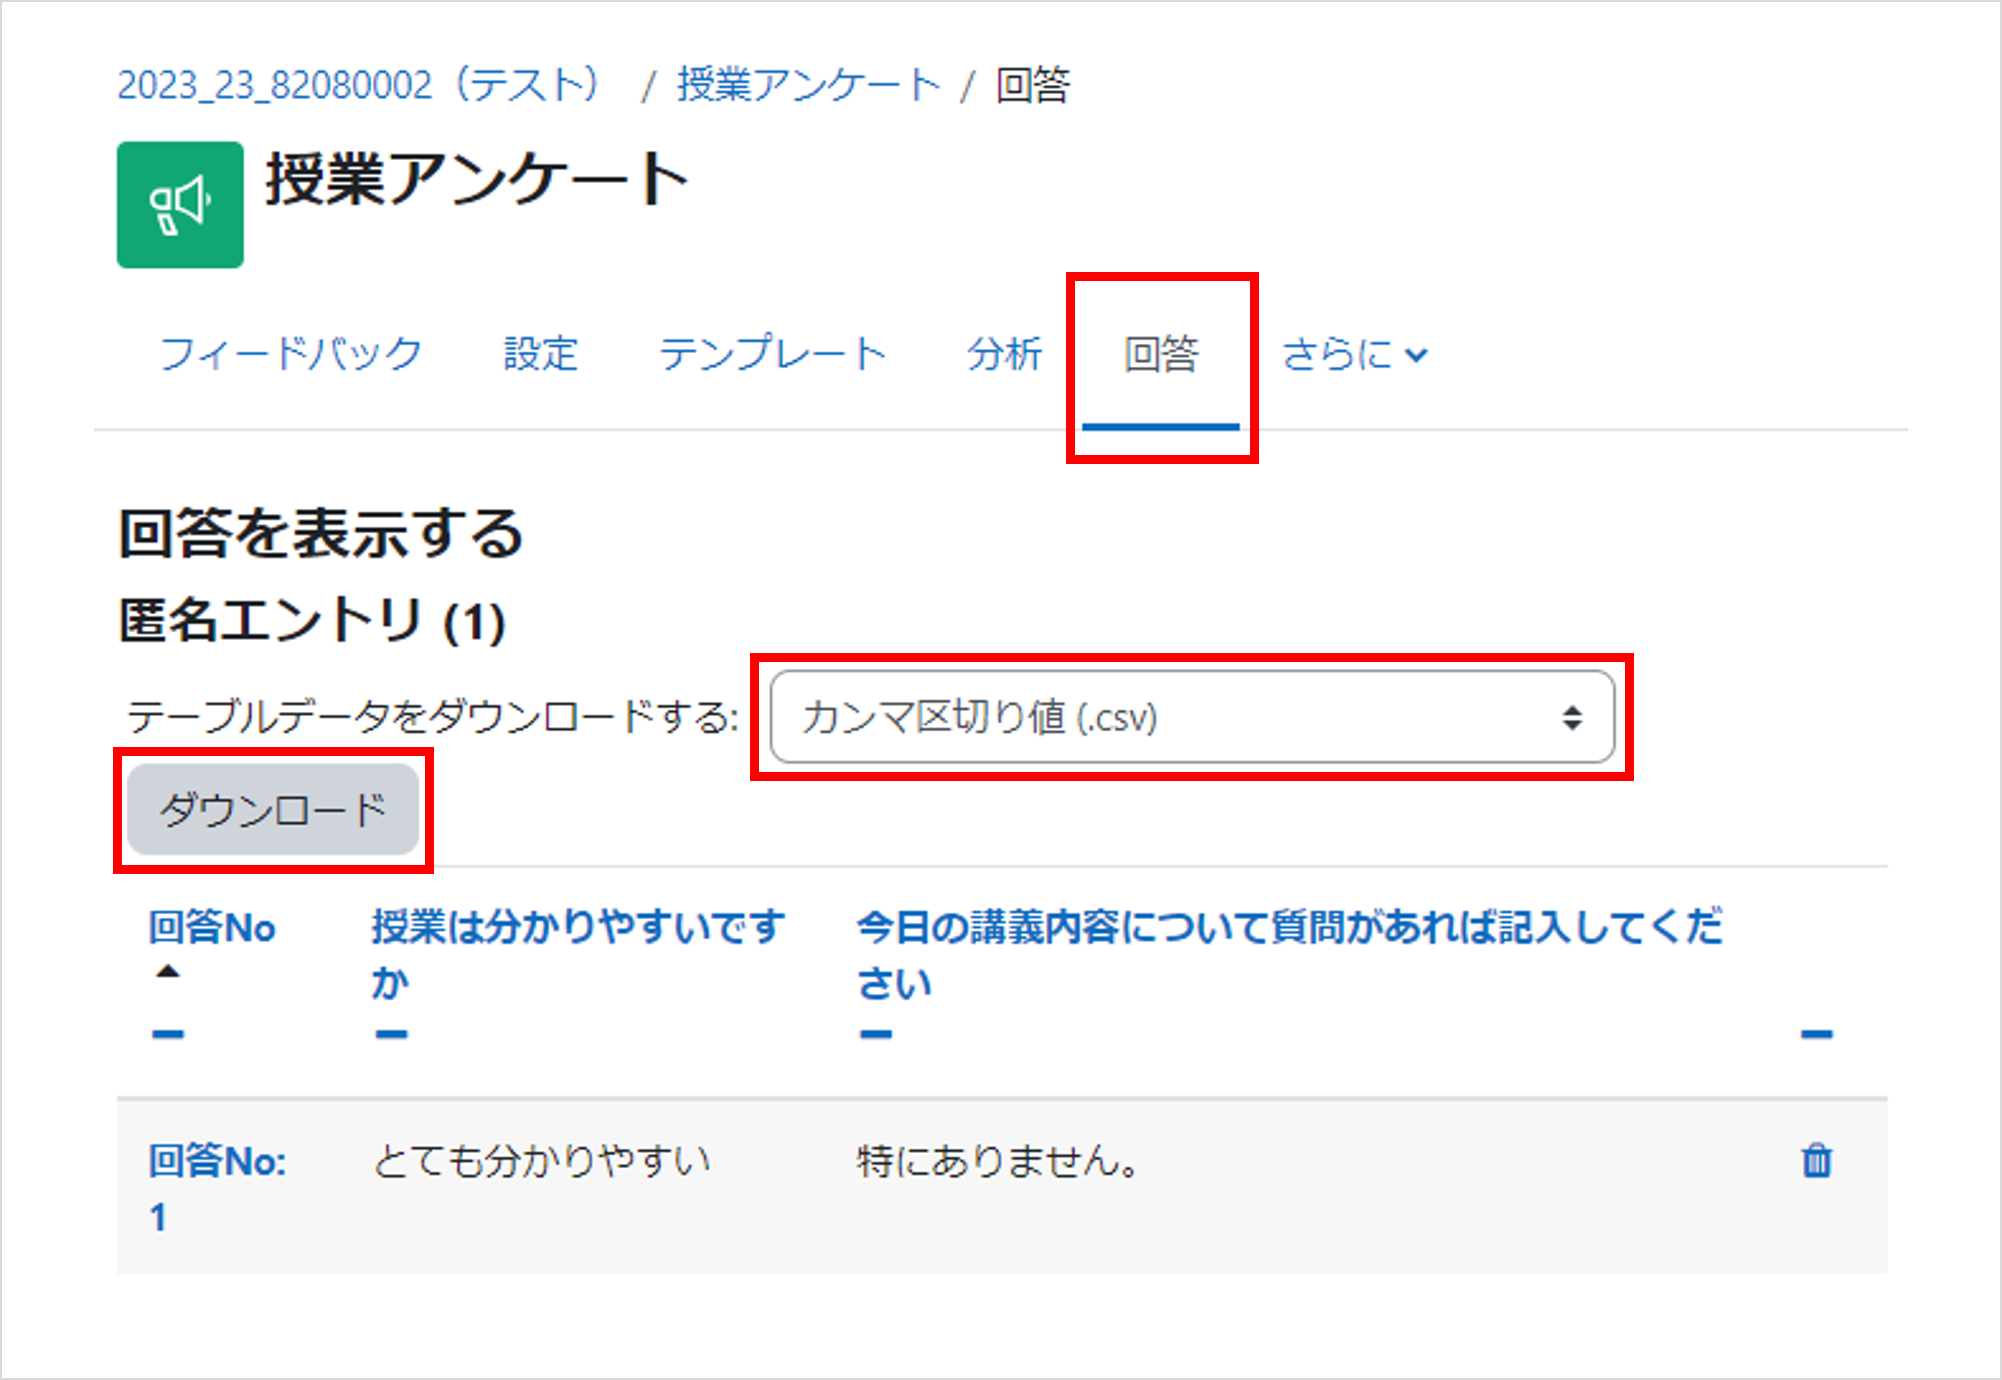 2023_23_82080002（テスト） / 授業アンケート / 回答
授業アンケート
フィードバック 設定 テンプレート 分析 回答 さらに
回答を表示する
匿名エントリ (1)
テーブルデータをダウンロードする: カンマ区切り値 (.csv)
ダウンロード
回答No 授業は分かりやすいです 今日の講義内容について質問があれば記入してくだ
か さい
回答No: とても分かりやすい 特にありません。
1